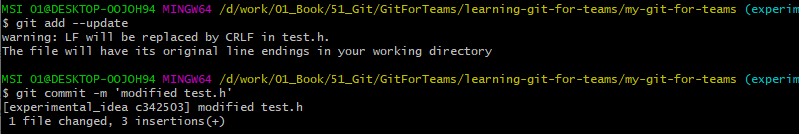 MSI 01@DESKTOP-OOJOH94 MINGW64 /d/work/01_Book/51_Git/GitForTeams/learning-git-for-teams/my-git-for-teams (experim
$ git add --update
warning: LF will be replaced by CRLF in test.h.
The file will have its original line endings in your working directory
MSI 01@DESKTOP-OOJOH94 MINGW64 /d/work/01_Book/51_Git/GitForTeams/learning-git-for-teams/my-git-for-teams (experim
$ git commit -m 'modified test.h'
[experimental_idea c342503] modified test.h
1 file changed, 3 insertions(+)